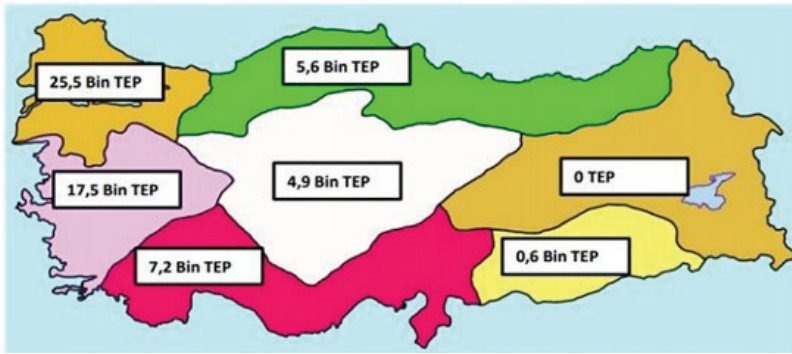 25,5 Bin TEP
5,6 Bin TEP
17,5 Bin TEP
4,9 Bin TEP
0 TEP
7,2 Bin TEP
0,6 Bin TEP